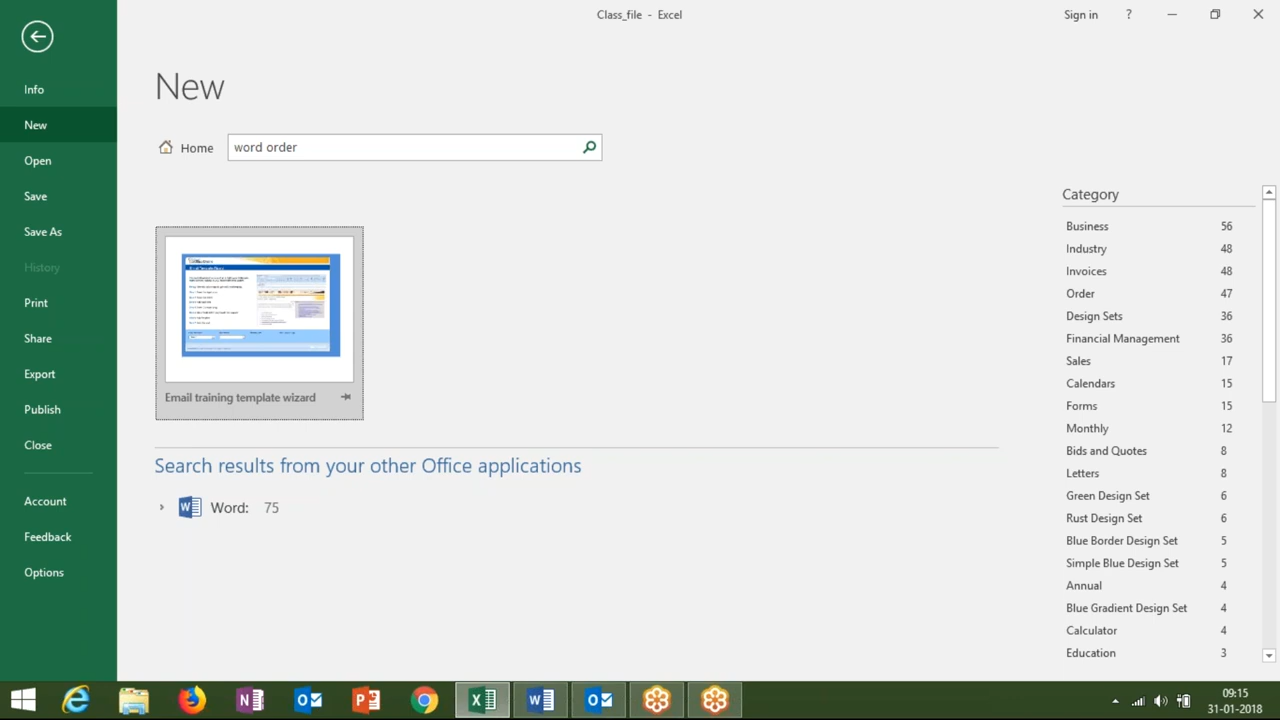 Class_file - Excel
Sign in
?
Info
New
Open
Save
Save As
History
Print
Share
Export
Publish
Close
Account
Feedback
Options
New
Home
word order
Email training template wizard
Search results from your other Office applications
Word: 75
Category
Business 56
Industry 48
Invoices 48
Order 47
Design Sets 36
Financial Management 36
Sales 17
Calendars 15
Forms 15
Monthly 12
Bids and Quotes 8
Letters 8
Green Design Set 6
Rust Design Set 6
Blue Border Design Set 5
Simple Blue Design Set 5
Annual 4
Blue Gradient Design Set 4
Calculator 4
Education 3
09:15
31-01-2018